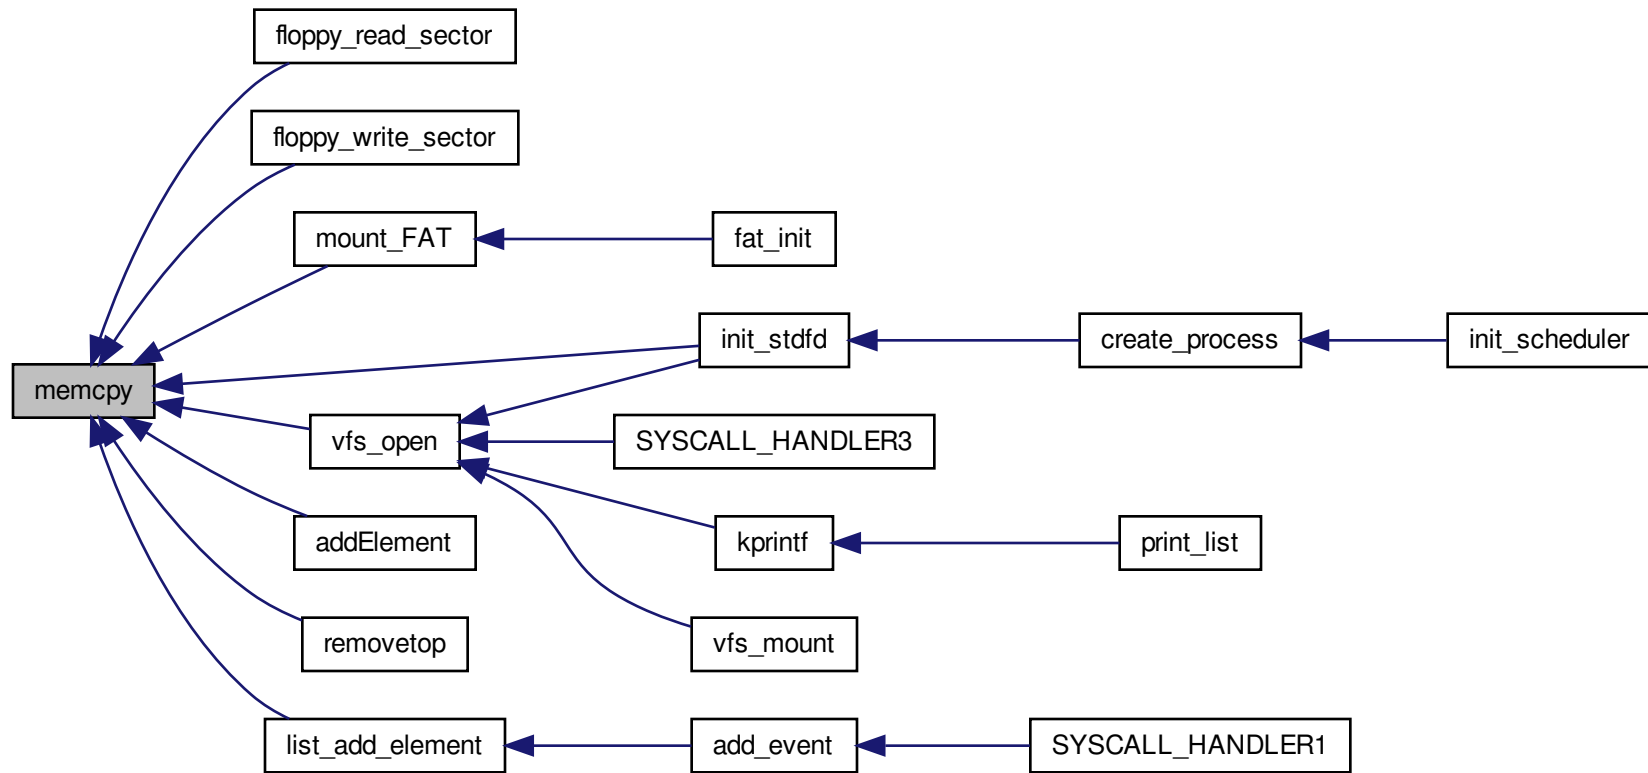 floppy_read_sector
floppy_write_sector
mount_FAT
fat_init
init_stdfd
create_process
init_scheduler
memcpy
vfs_open
SYSCALL_HANDLER3
addElement
kprintf
print_list
removetop
vfs_mount
list_add_element
add_event
SYSCALL_HANDLER1